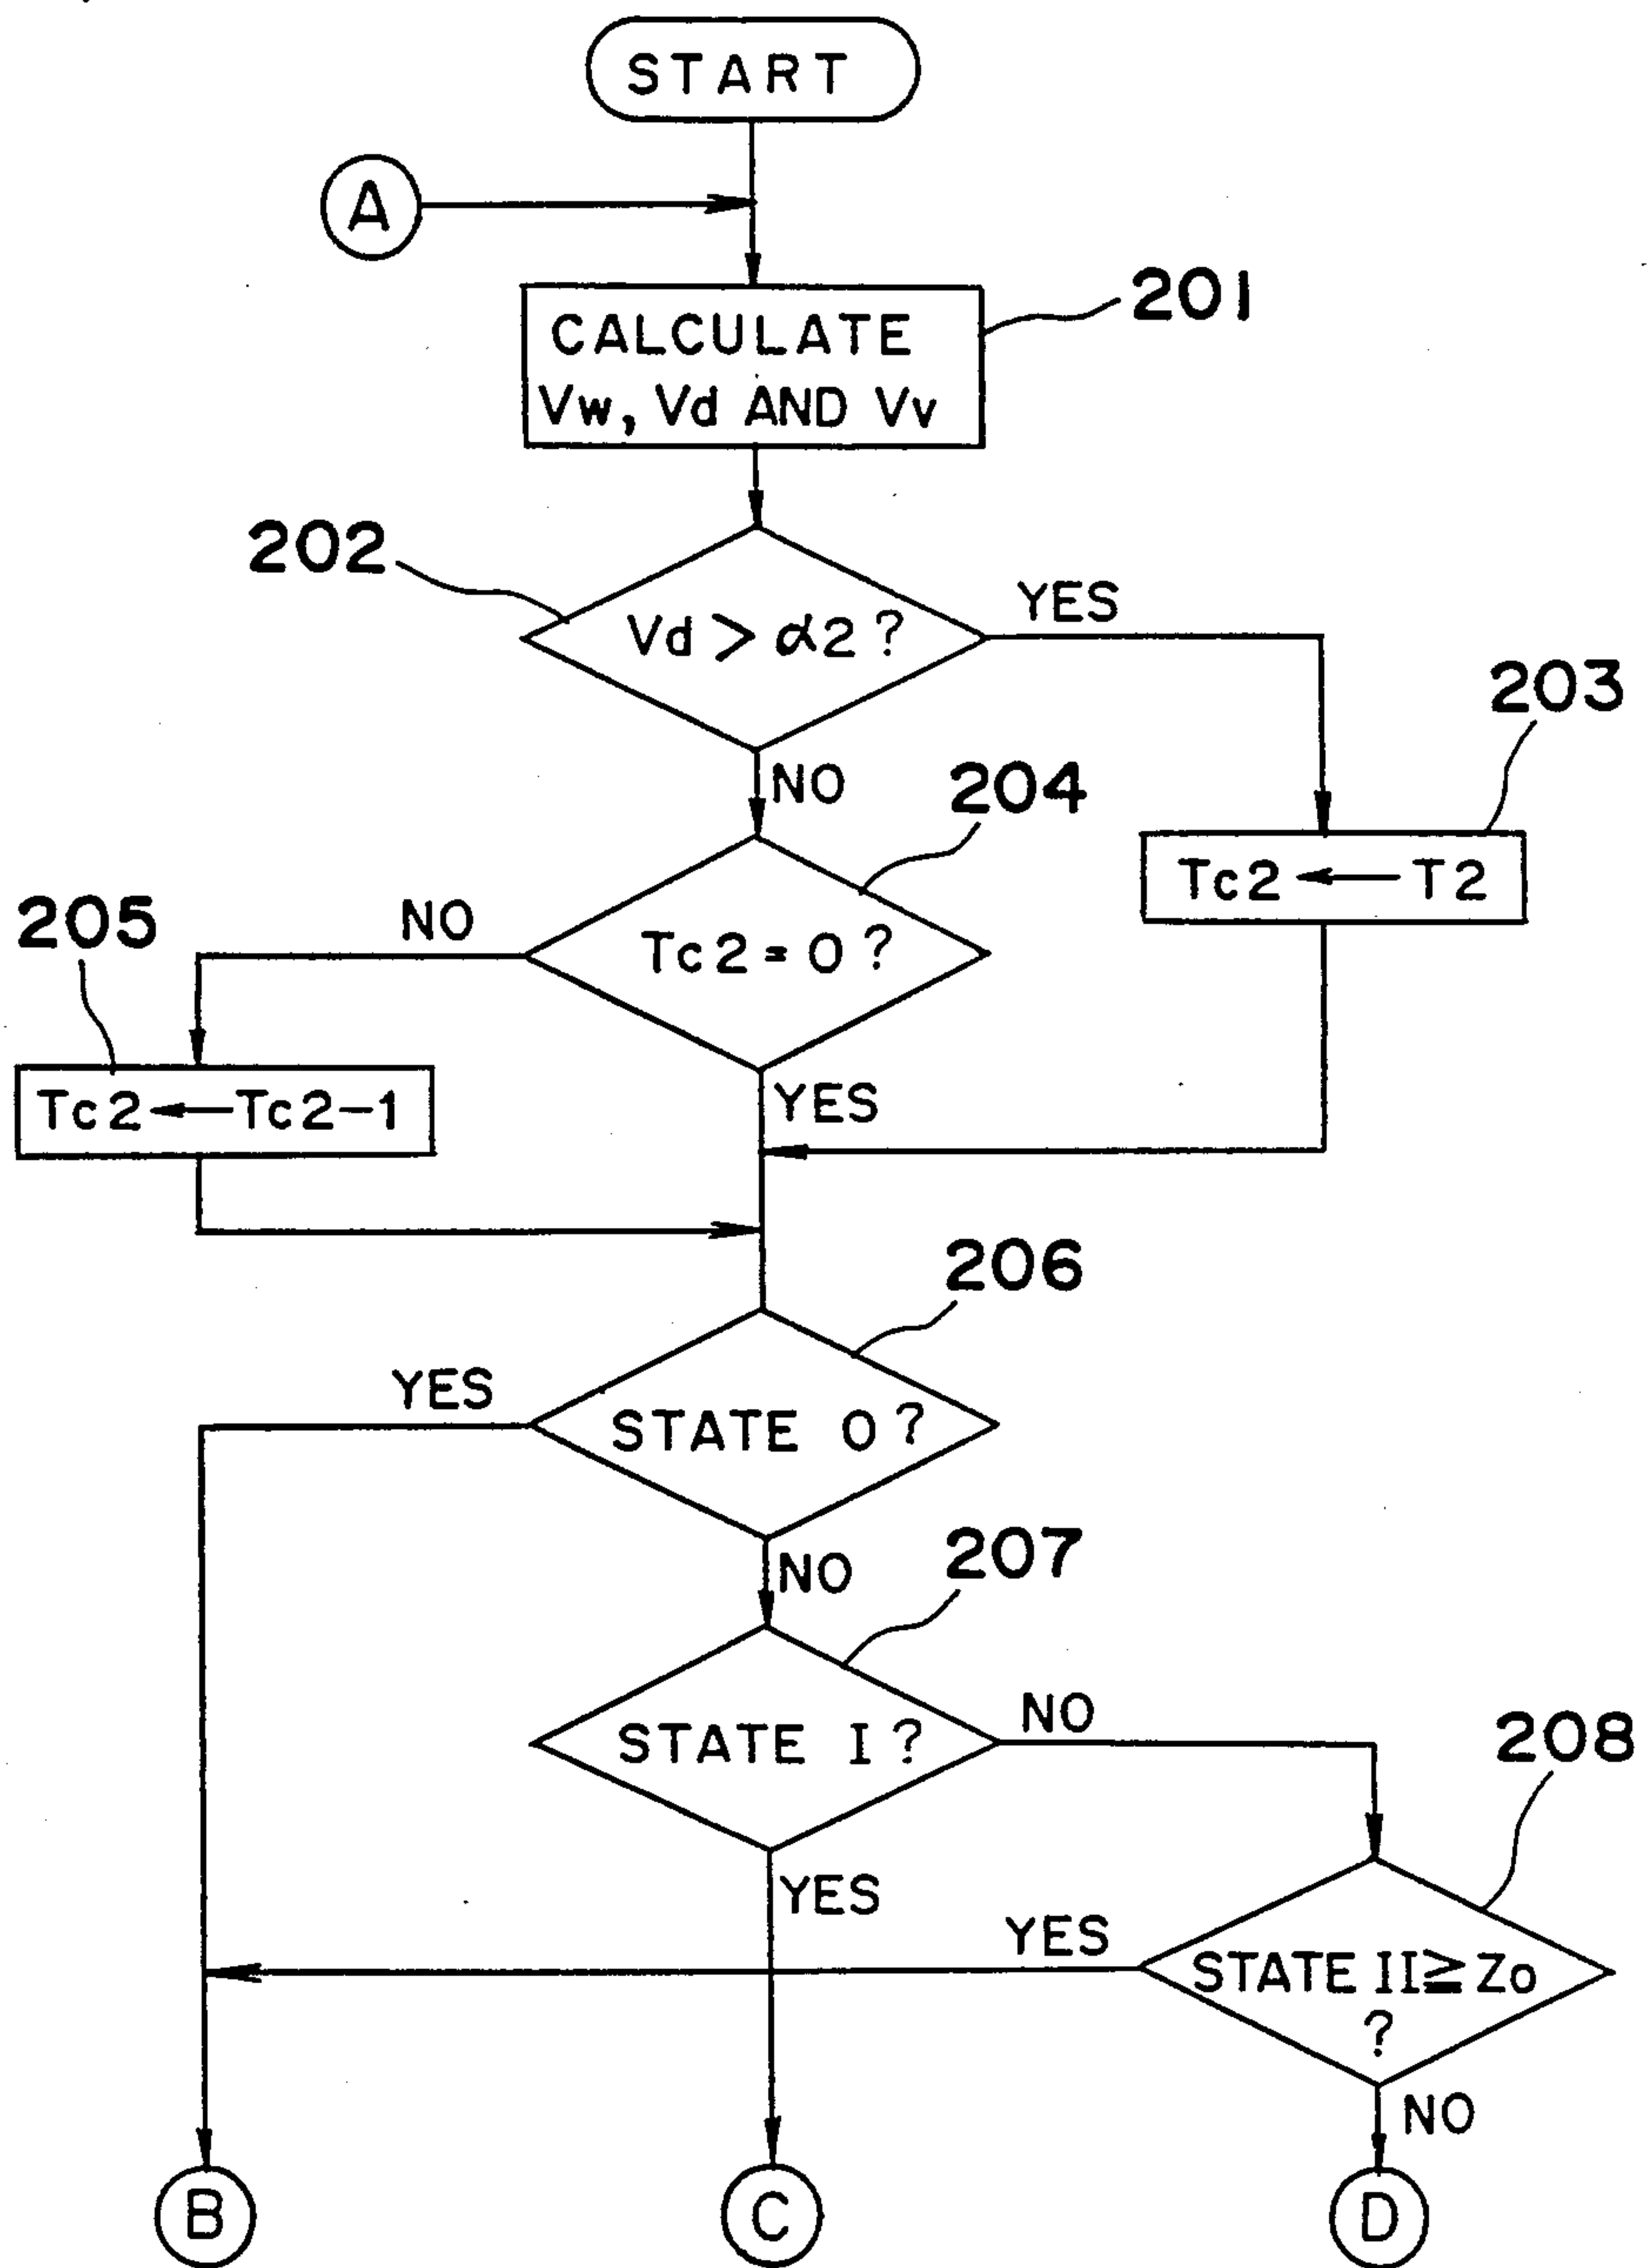 START
A
201
CALCULATE
Vw, Vd AND Vv
202
Vd > α2 ?
YES
203
NO
204
Tc2 ← T2
205
NO
Tc2 = 0 ?
Tc2 ← Tc2-1
YES
206
YES
STATE 0 ?
NO
207
STATE I ?
NO
208
YES
YES
STATE II ≧ Zo
?
NO
B
C
D